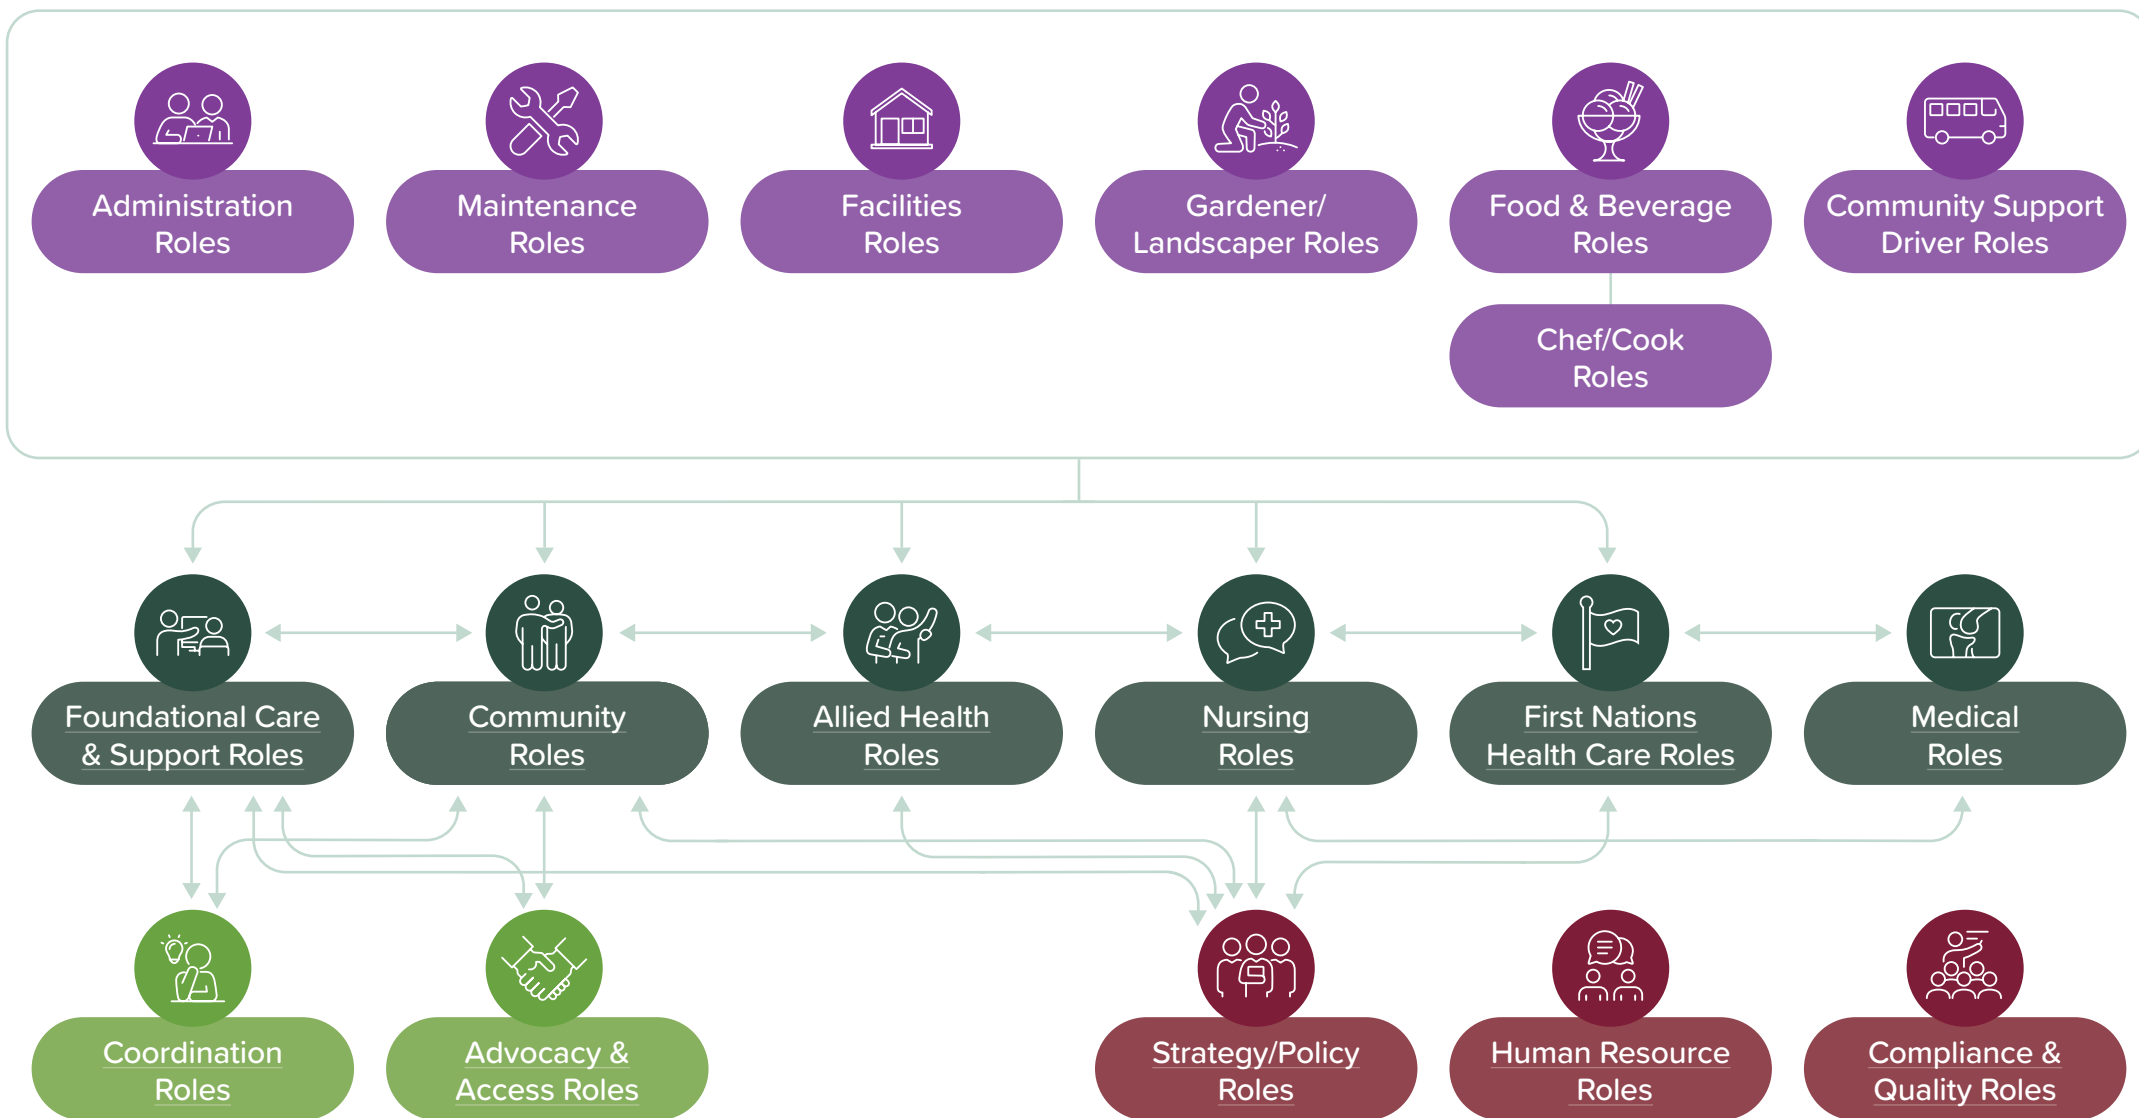 Administration
Roles
Maintenance
Roles
Facilities
Roles
Gardener/
Landscaper Roles
Food & Beverage
Roles
Community Support
Driver Roles
Chef/Cook
Roles
Foundational Care
& Support Roles
Community
Roles
Allied Health
Roles
Nursing
Roles
First Nations
Health Care Roles
Medical
Roles
Coordination
Roles
Advocacy &
Access Roles
Strategy/Policy
Roles
Human Resource
Roles
Compliance &
Quality Roles